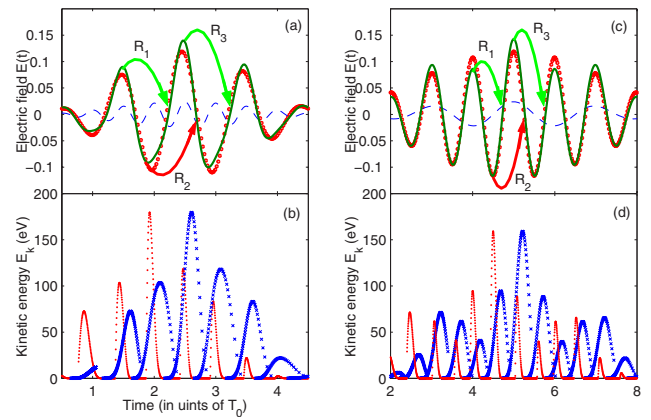 (a)
(c)
R1
R3
R1
R3
R2
R2
Electric field E(t)
0.15
0.1
0.05
0
−0.05
−0.1
Electric field E(t)
0.15
0.1
0.05
0
−0.05
−0.1
(b)
(d)
Kinetic energy Ek (eV)
200
150
100
50
0
1
2
3
4
Time (in uints of T0)
Kinetic energy Ek (eV)
200
150
100
50
0
2
3
4
5
6
7
8